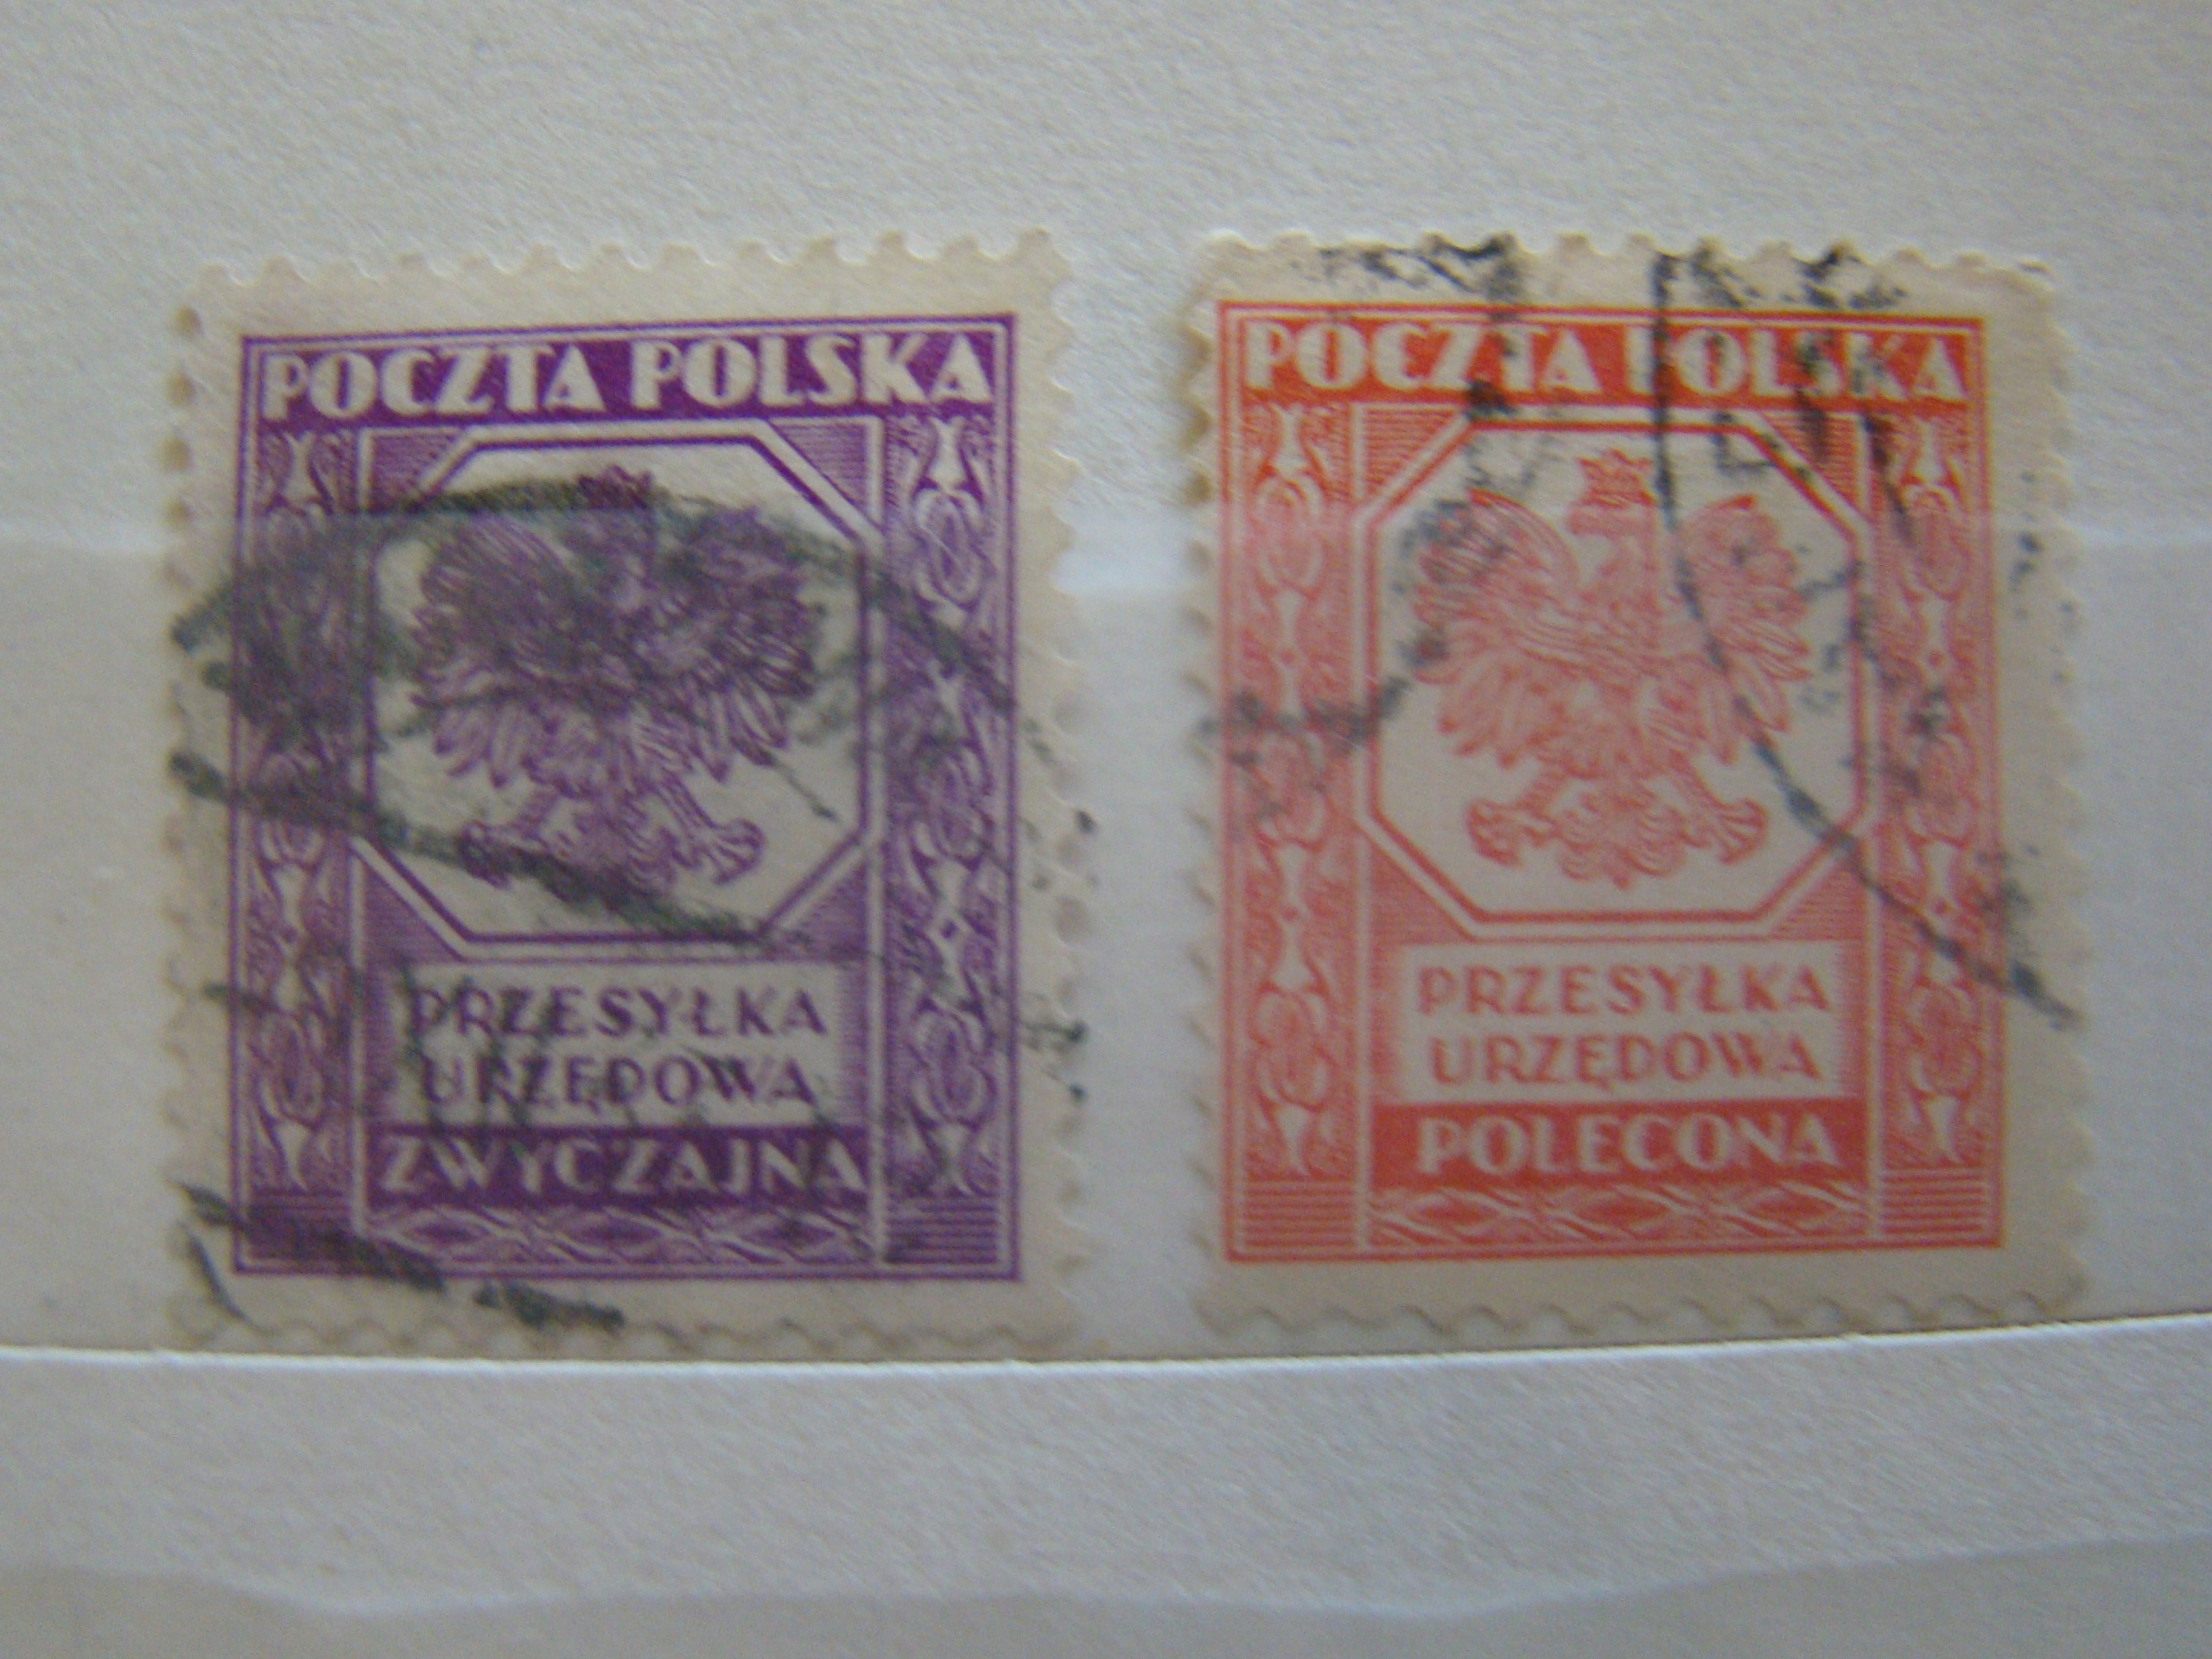 POCZTA POLSKA
PRZESYŁKA
URZĘDOWA
ZWYCZAJNA
POCZTA POLSKA
PRZESYŁKA
URZĘDOWA
POLECONA